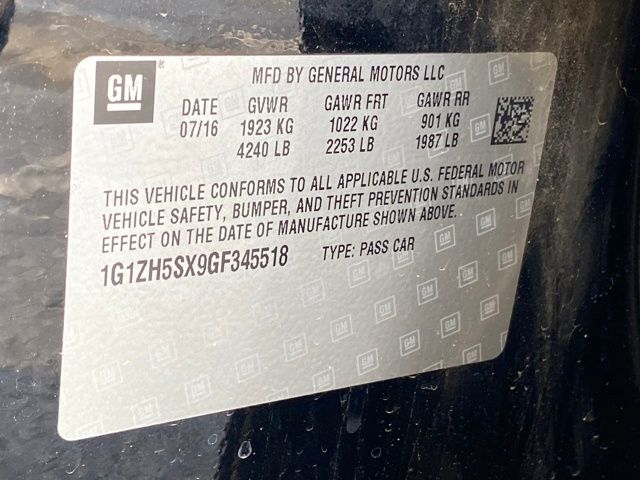 GM
MFD BY GENERAL MOTORS LLC
DATE GVWR GAWR FRT GAWR RR
07/16 1923 KG 1022 KG 901 KG
4240 LB 2253 LB 1987 LB
THIS VEHICLE CONFORMS TO ALL APPLICABLE U.S. FEDERAL MOTOR
VEHICLE SAFETY, BUMPER, AND THEFT PREVENTION STANDARDS IN
EFFECT ON THE DATE OF MANUFACTURE SHOWN ABOVE.
1G1ZH5SX9GF345518 TYPE: PASS CAR